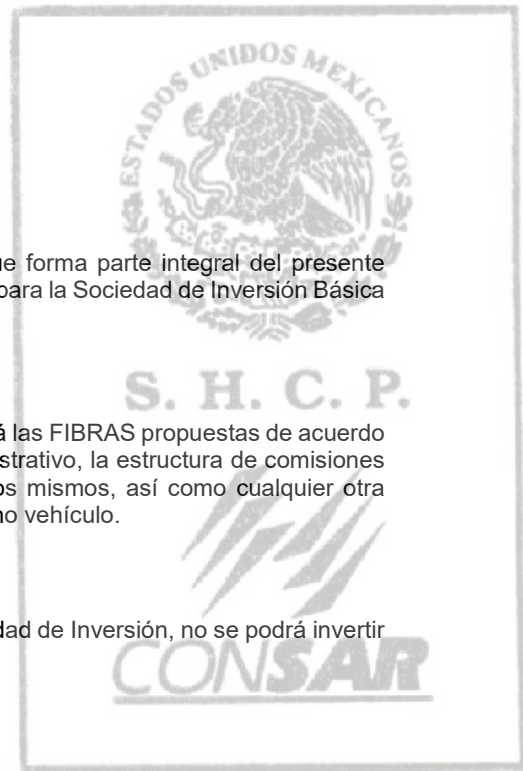 ESTADOS UNIDOS MEXICANOS
ue forma parte integral del presente
para la Sociedad de Inversión Básica
S. H. C. P.
á las FIBRAS propuestas de acuerdo
strativo, la estructura de comisiones
os mismos, así como cualquier otra
no vehículo.
dad de Inversión, no se podrá invertir
CONSAR